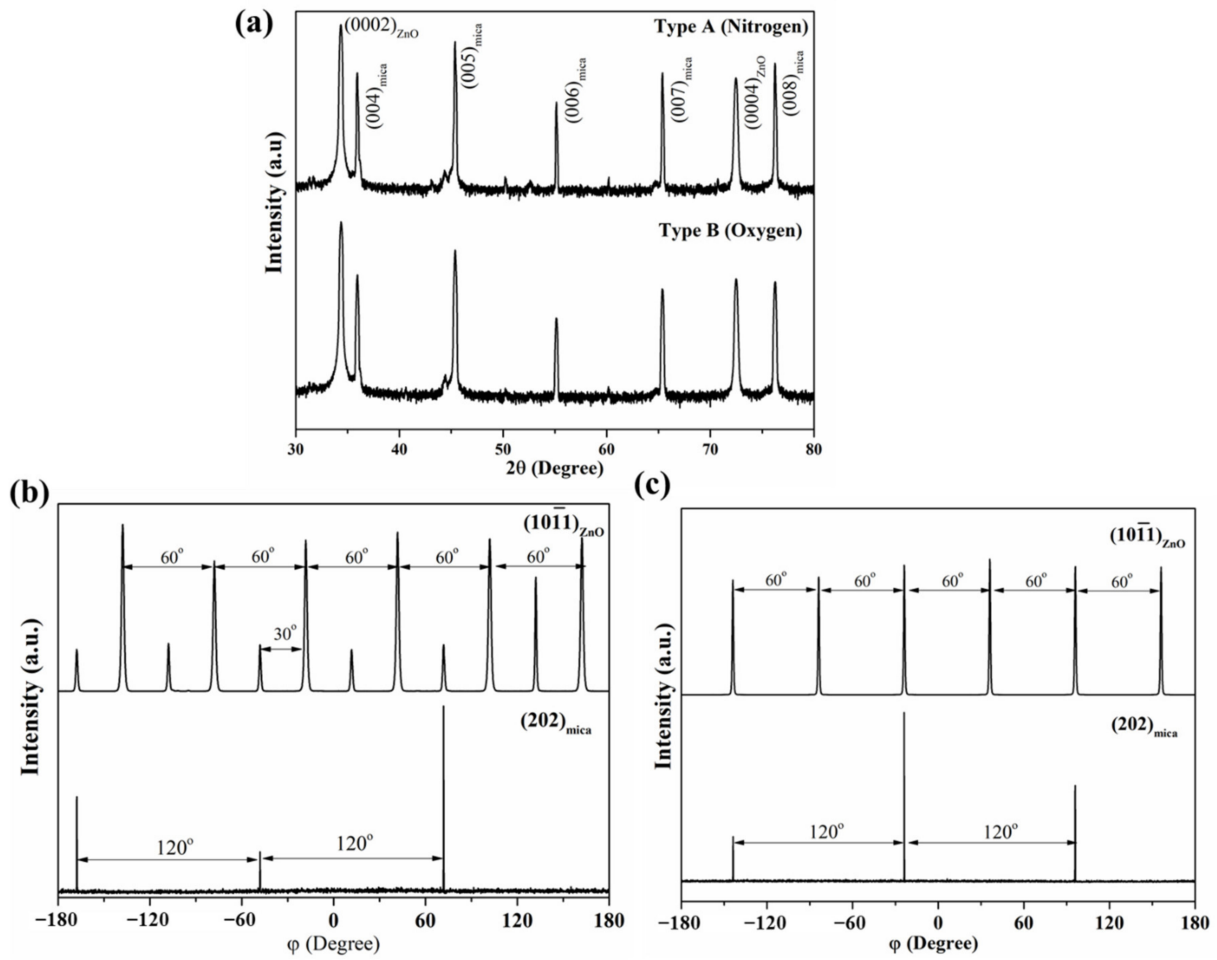 (a)
(0002)ZnO
(004)mica
(005)mica
(006)mica
(007)mica
(0004)ZnO
(008)mica
Type A (Nitrogen)
Type B (Oxygen)
Intensity (a.u)
30 40 50 60 70 80
2θ (Degree)
(b)
(101̅1)ZnO
60° 60° 60° 60° 60°
30°
(202)mica
120° 120°
Intensity (a.u.)
−180 −120 −60 0 60 120 180
φ (Degree)
(c)
(101̅1)ZnO
60° 60° 60° 60° 60°
(202)mica
120° 120°
Intensity (a.u.)
−180 −120 −60 0 60 120 180
φ (Degree)